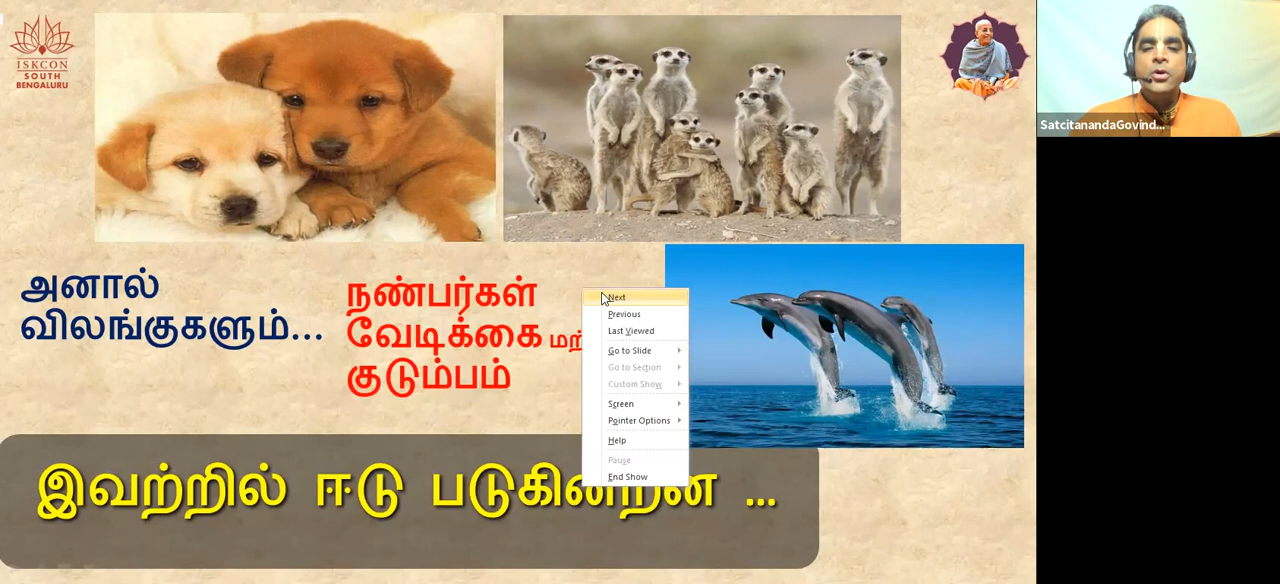 ISKCON
SOUTH
BENGALURU
SatcitanandaGovind...
அனால்
விலங்குகளும்...
நண்பர்கள்
வேடிக்கை
குடும்பம்
Next
Previous
Last Viewed
Go to Slide
Go to Section
Custom Show
Screen
Pointer Options
Help
Pause
End Show
இவற்றில் ஈடு படுகின்றன ...